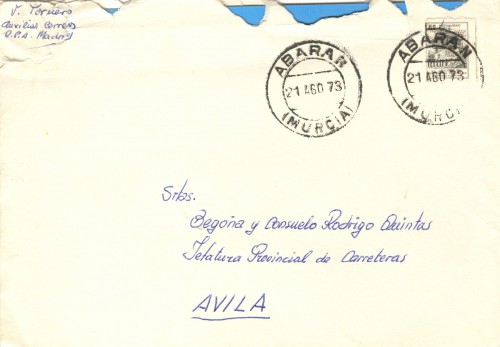 V. Tornero
Auxiliar Correos
Madrid
ABARAN
21 AGO 73
(MURCIA)
ABARAN
21 AGO 73
(MURCIA)
Srtas.
Begoña y Consuelo Rodrigo Quintas
Jefatura Provincial de Carreteras
AVILA